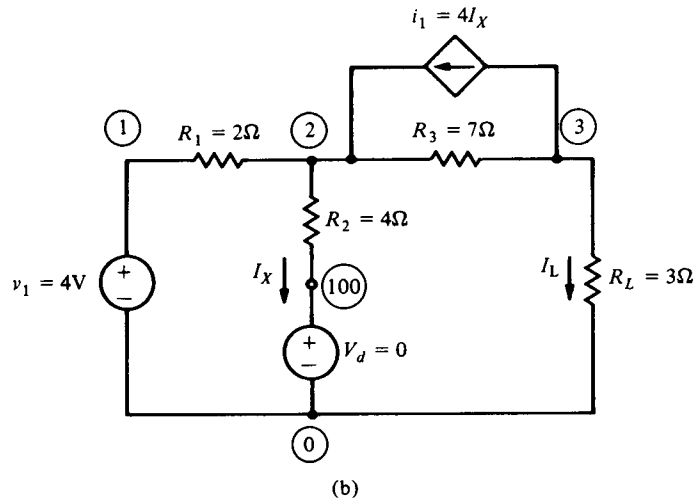 i₁ = 4I_X
1
R₁ = 2Ω
2
R₃ = 7Ω
3
R₂ = 4Ω
v₁ = 4V
+
−
I_X
100
I_L
R_L = 3Ω
+
−
V_d = 0
0
(b)